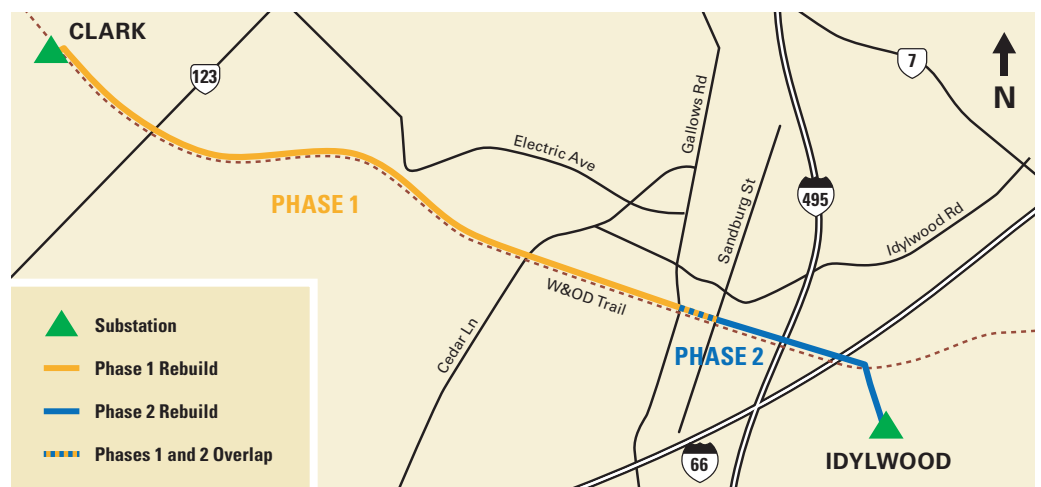 CLARK
123
7
N
Gallows Rd
Electric Ave
PHASE 1
Sandburg St
495
Idylwood Rd
W&OD Trail
Cedar Ln
PHASE 2
66
IDYLWOOD
Substation
Phase 1 Rebuild
Phase 2 Rebuild
Phases 1 and 2 Overlap